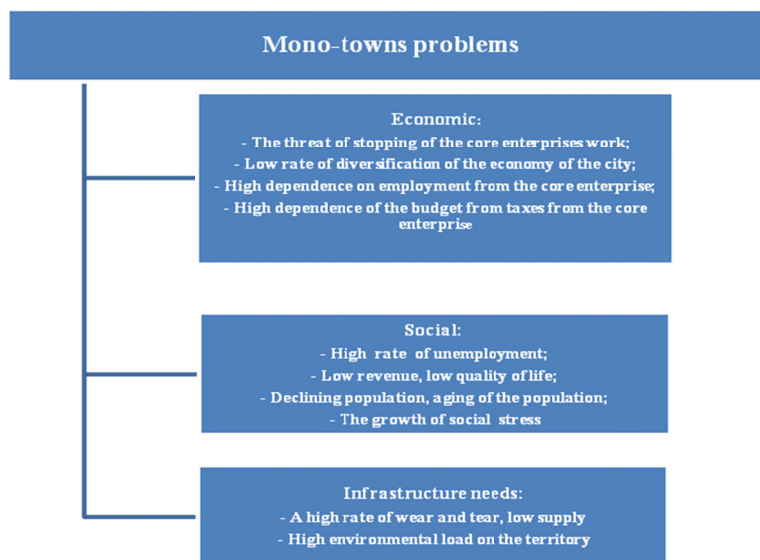 Mono-towns problems
Economic:
- The threat of stopping of the core enterprises work;
- Low rate of diversification of the economy of the city;
- High dependence on employment from the core enterprise;
- High dependence of the budget from taxes from the core
enterprise
Social:
- High rate of unemployment;
- Low revenue, low quality of life;
- Declining population, aging of the population;
- The growth of social stress
Infrastructure needs:
- A high rate of wear and tear, low supply
- High environmental load on the territory